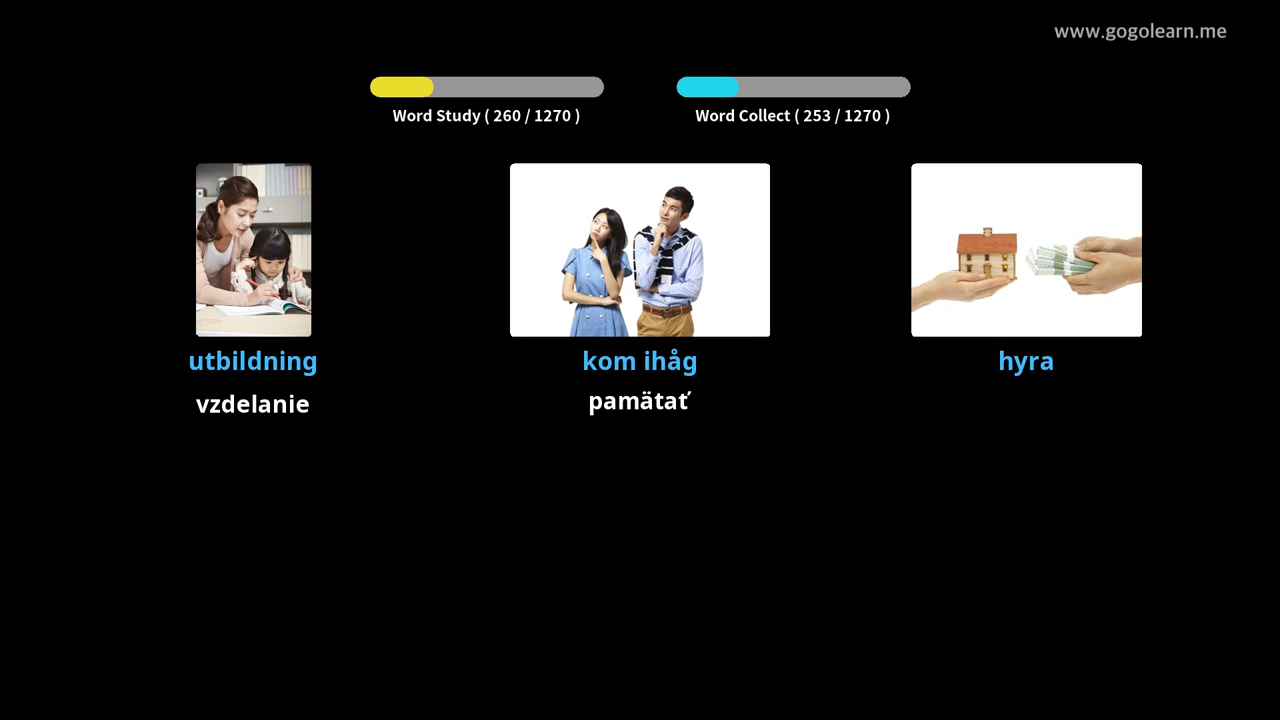 www.gogolearn.me
Word Study ( 260 / 1270 )
Word Collect ( 253 / 1270 )
utbildning
kom ihåg
hyra
vzdelanie
pamätať